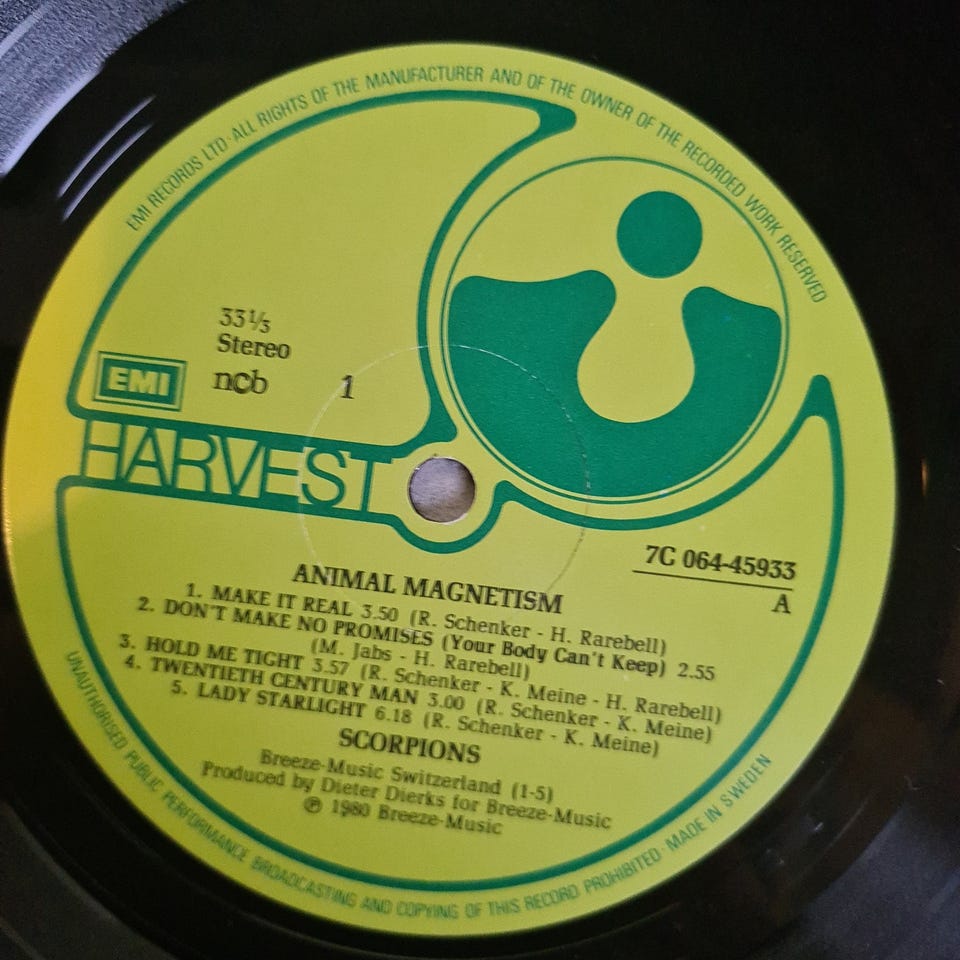 EMI RECORDS LTD · ALL RIGHTS OF THE MANUFACTURER AND OF THE OWNER OF THE RECORDED WORK RESERVED
33⅓
Stereo
EMI
ncb 1
HARVEST
7C 064-45933
A
ANIMAL MAGNETISM
1. MAKE IT REAL 3.50 (R. Schenker - H. Rarebell)
2. DON'T MAKE NO PROMISES (Your Body Can't Keep) 2.55
(M. Jabs - H. Rarebell)
3. HOLD ME TIGHT 3.57 (R. Schenker - K. Meine - H. Rarebell)
4. TWENTIETH CENTURY MAN 3.00 (R. Schenker - K. Meine)
5. LADY STARLIGHT 6.18 (R. Schenker - K. Meine)
SCORPIONS
Breeze-Music Switzerland (1-5)
Produced by Dieter Dierks for Breeze-Music
℗ 1980 Breeze-Music
UNAUTHORISED PUBLIC PERFORMANCE BROADCASTING AND COPYING OF THIS RECORD PROHIBITED · MADE IN SWEDEN